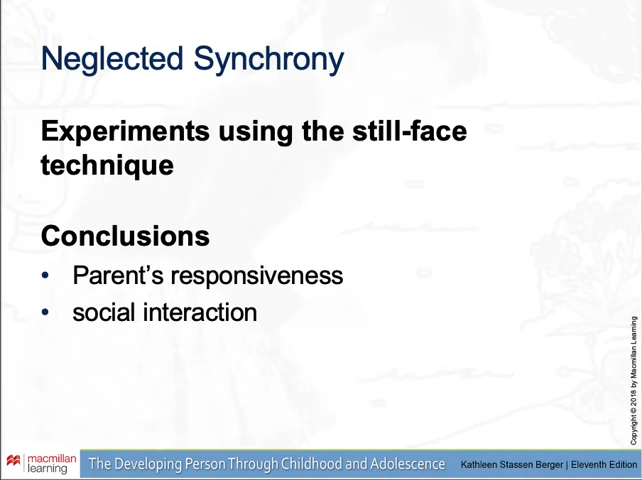 Neglected Synchrony
Experiments using the still-face
technique
Conclusions
• Parent's responsiveness
• social interaction
Copyright © 2018 by Macmillan Learning
macmillan
learning
The Developing Person Through Childhood and Adolescence
Kathleen Stassen Berger | Eleventh Edition